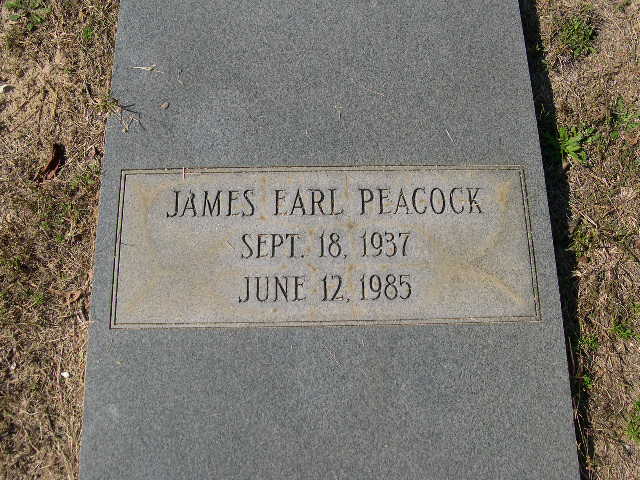 JAMES EARL PEACOCK
SEPT. 18, 1937
JUNE 12, 1985